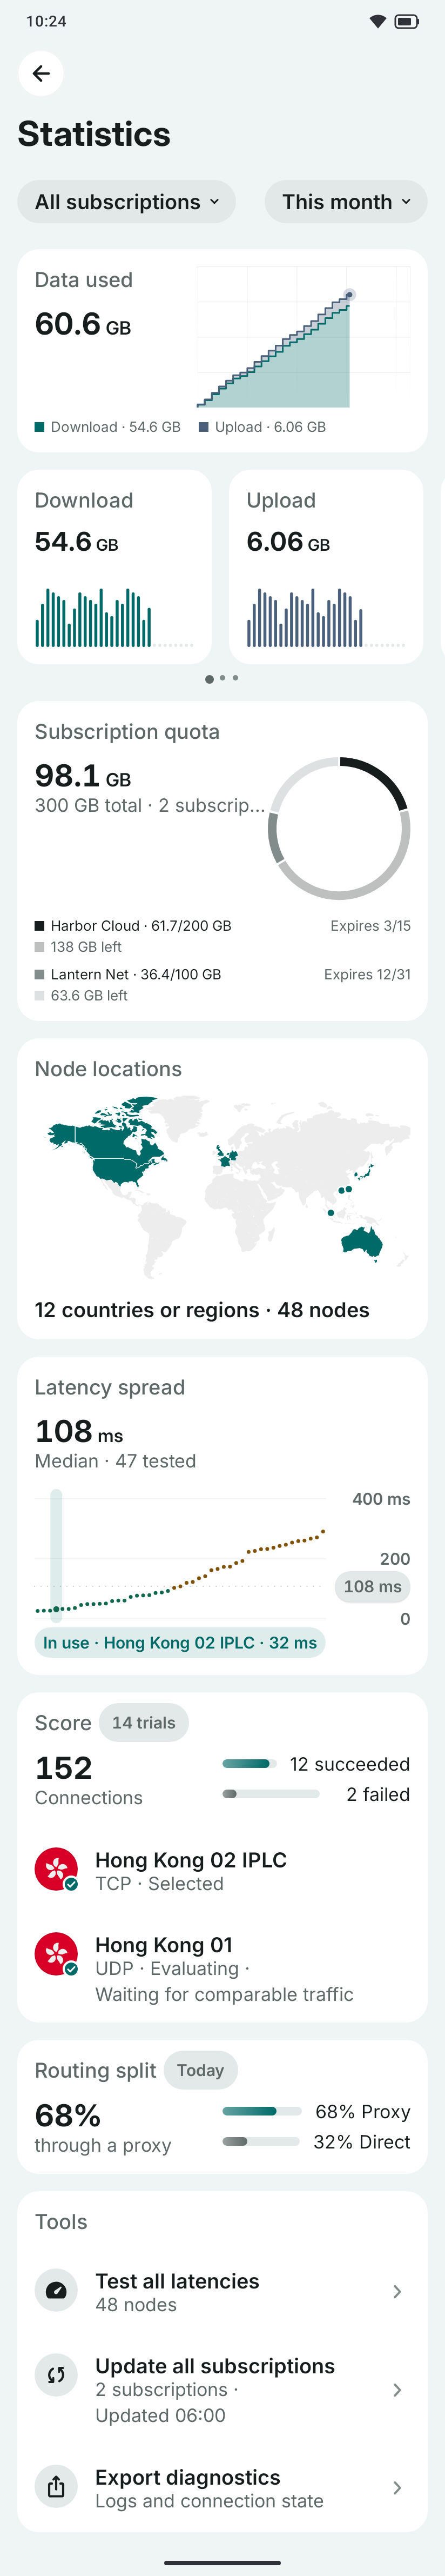 10:24
Statistics
All subscriptions
This month
Data used
60.6 GB
Download · 54.6 GB
Upload · 6.06 GB
Download
54.6 GB
Upload
6.06 GB
Subscription quota
98.1 GB
300 GB total · 2 subscrip...
Harbor Cloud · 61.7/200 GB
Expires 3/15
138 GB left
Lantern Net · 36.4/100 GB
Expires 12/31
63.6 GB left
Node locations
12 countries or regions · 48 nodes
Latency spread
108 ms
Median · 47 tested
400 ms
200
108 ms
0
In use · Hong Kong 02 IPLC · 32 ms
Score
14 trials
152
Connections
12 succeeded
2 failed
Hong Kong 02 IPLC
TCP · Selected
Hong Kong 01
UDP · Evaluating ·
Waiting for comparable traffic
Routing split
Today
68%
through a proxy
68% Proxy
32% Direct
Tools
Test all latencies
48 nodes
Update all subscriptions
2 subscriptions ·
Updated 06:00
Export diagnostics
Logs and connection state